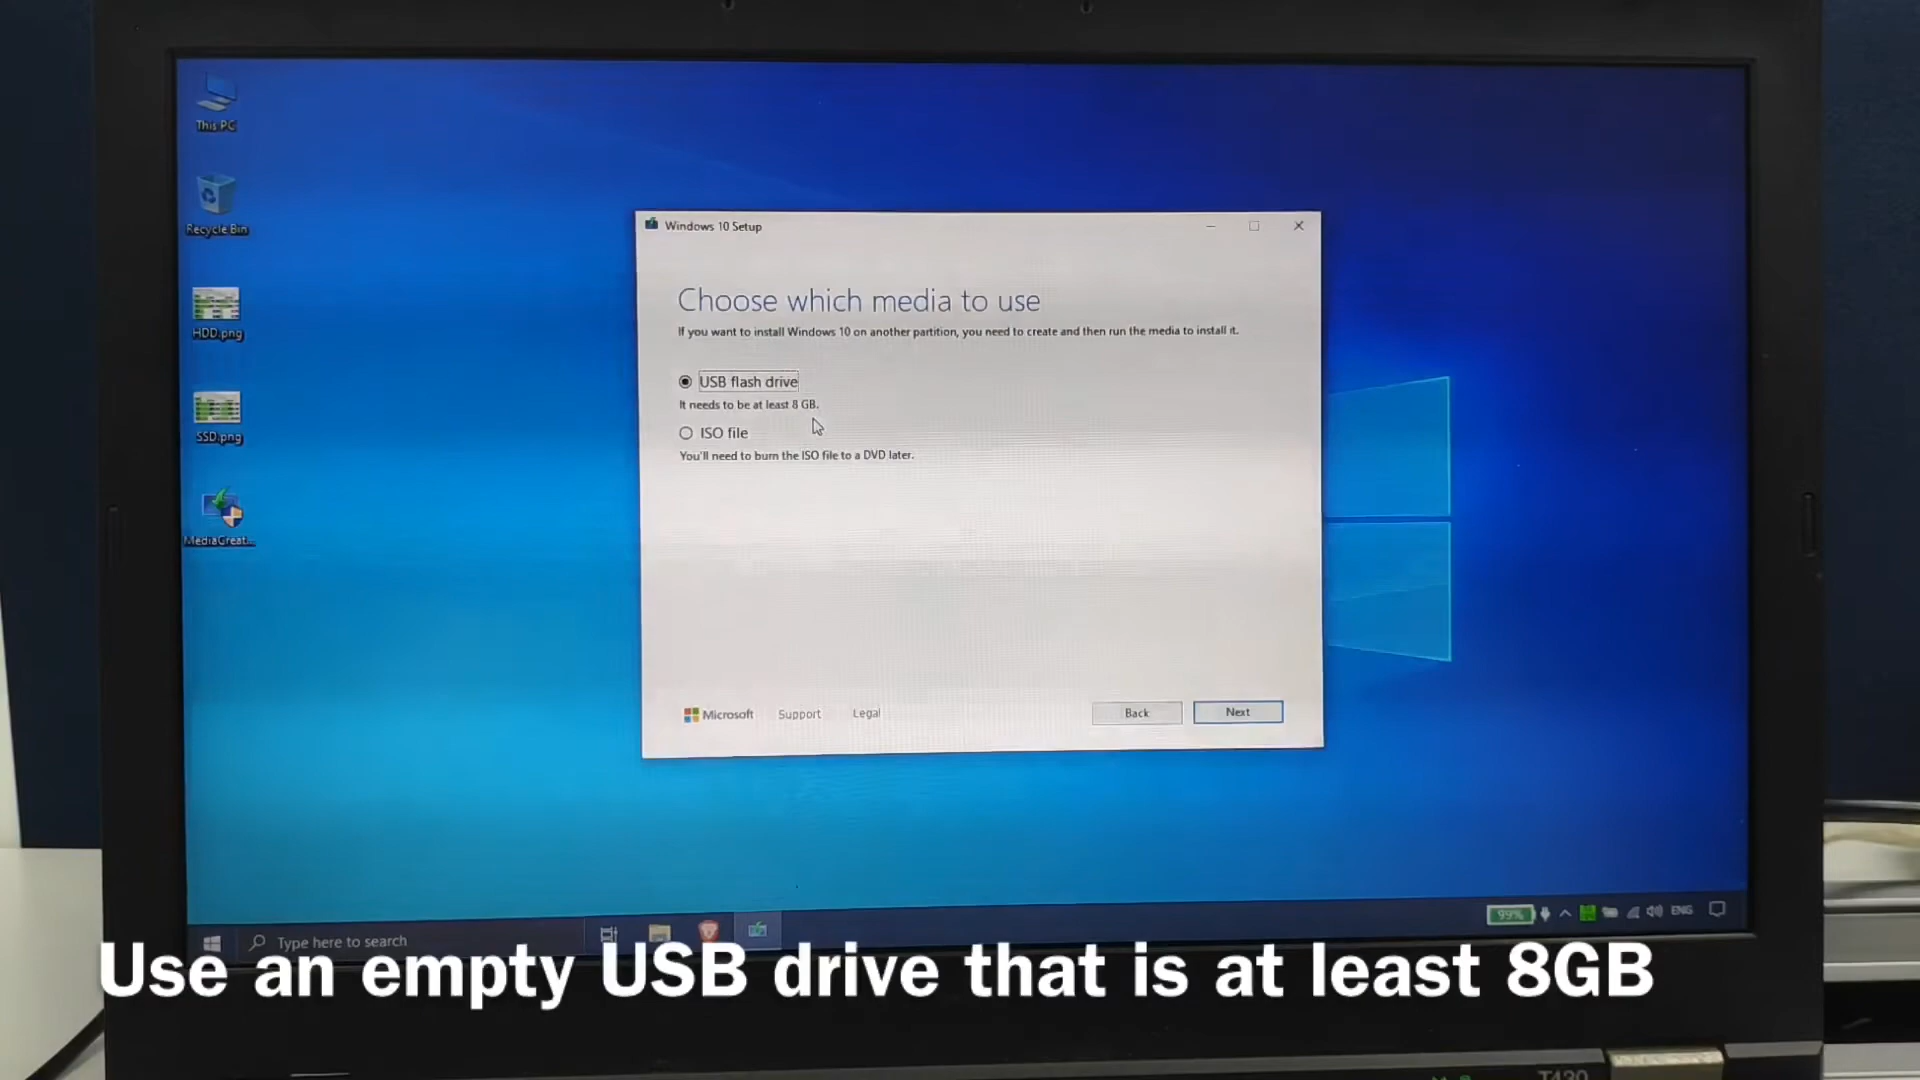 This PC
Recycle Bin
HDD.png
SSD.png
MediaCreat...
Windows 10 Setup
Choose which media to use
If you want to install Windows 10 on another partition, you need to create and then run the media to install it.
USB flash drive
It needs to be at least 8 GB.
ISO file
You'll need to burn the ISO file to a DVD later.
Microsoft Support Legal Back Next
Type here to search
99% ENG
Use an empty USB drive that is at least 8GB
T430